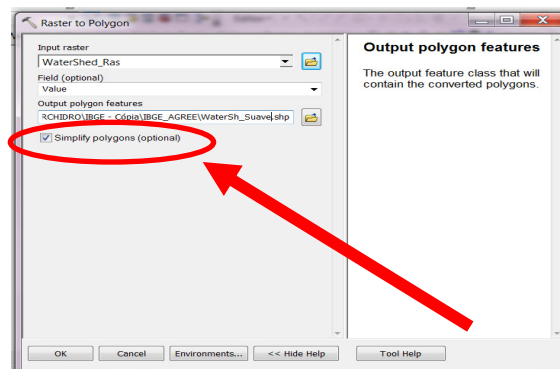 Raster to Polygon
Input raster
WaterShed_Ras
Field (optional)
Value
Output polygon features
RCHIDRO\IBGE - Cópia\IBGE_AGREE\WaterSh_Suave.shp
Simplify polygons (optional)
Output polygon features
The output feature class that will
contain the converted polygons.
OK
Cancel
Environments...
<< Hide Help
Tool Help